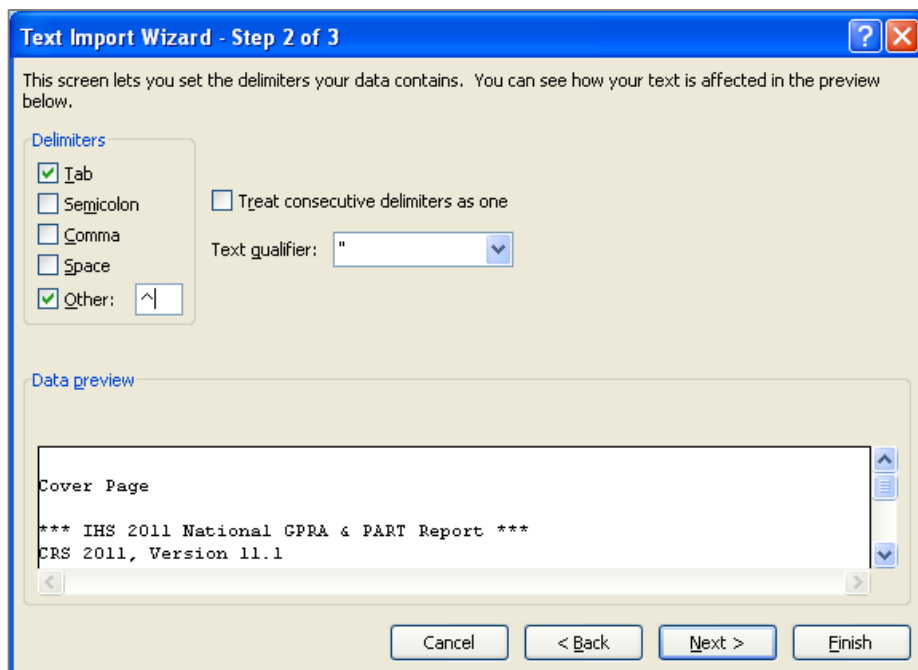 Text Import Wizard - Step 2 of 3
This screen lets you set the delimiters your data contains. You can see how your text is affected in the preview
below.
Delimiters
Tab
Semicolon
Comma
Space
Other: ^
Treat consecutive delimiters as one
Text qualifier: "
Data preview
Cover Page
*** IHS 2011 National GPRA & PART Report ***
CRS 2011, Version 11.1
Cancel
< Back
Next >
Finish